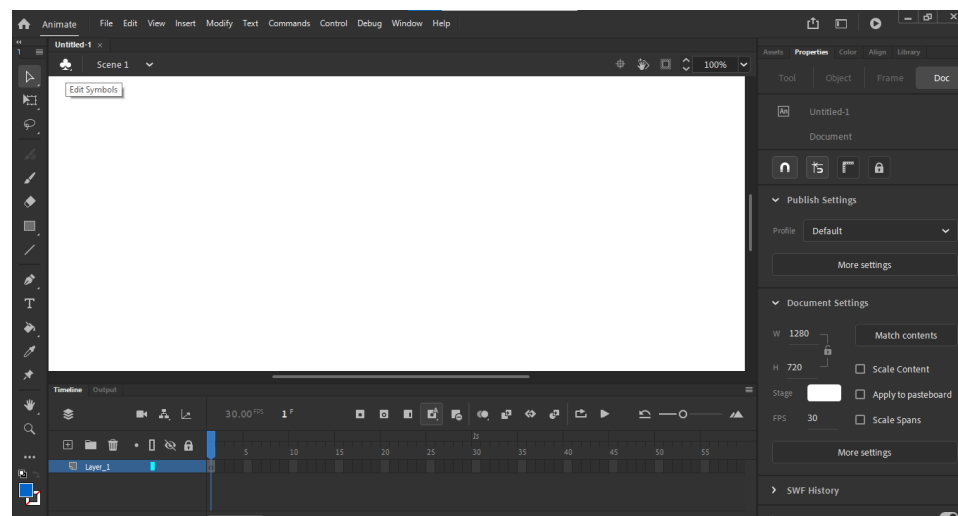 Animate File Edit View Insert Modify Text Commands Control Debug Window Help
Untitled-1 ×
Scene 1
100%
Edit Symbols
Assets Properties Color Align Library
Tool Object Frame Doc
An Untitled-1
Document
Publish Settings
Profile Default
More settings
Document Settings
W 1280 Match contents
H 720 Scale Content
Stage Apply to pasteboard
FPS 30 Scale Spans
More settings
SWF History
Timeline Output
30.00 FPS 1 F
1s
5 10 15 20 25 30 35 40 45 50 55
Layer_1